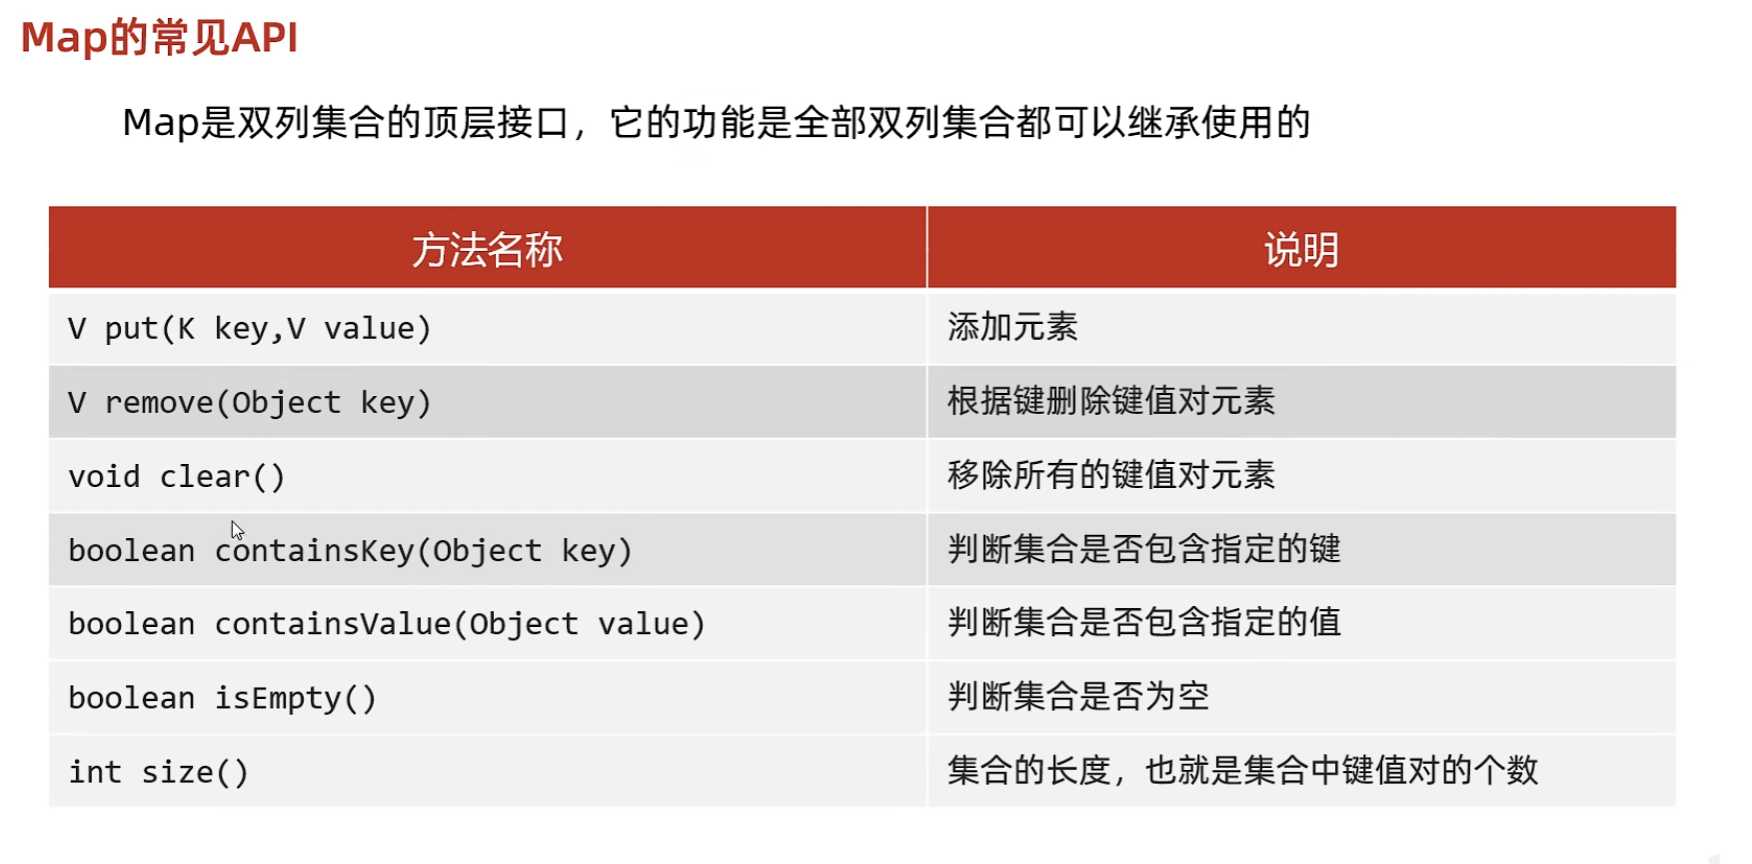 Map的常见API
Map是双列集合的顶层接口，它的功能是全部双列集合都可以继承使用的
方法名称 说明
V put(K key,V value) 添加元素
V remove(Object key) 根据键删除键值对元素
void clear() 移除所有的键值对元素
boolean containsKey(Object key) 判断集合是否包含指定的键
boolean containsValue(Object value) 判断集合是否包含指定的值
boolean isEmpty() 判断集合是否为空
int size() 集合的长度，也就是集合中键值对的个数